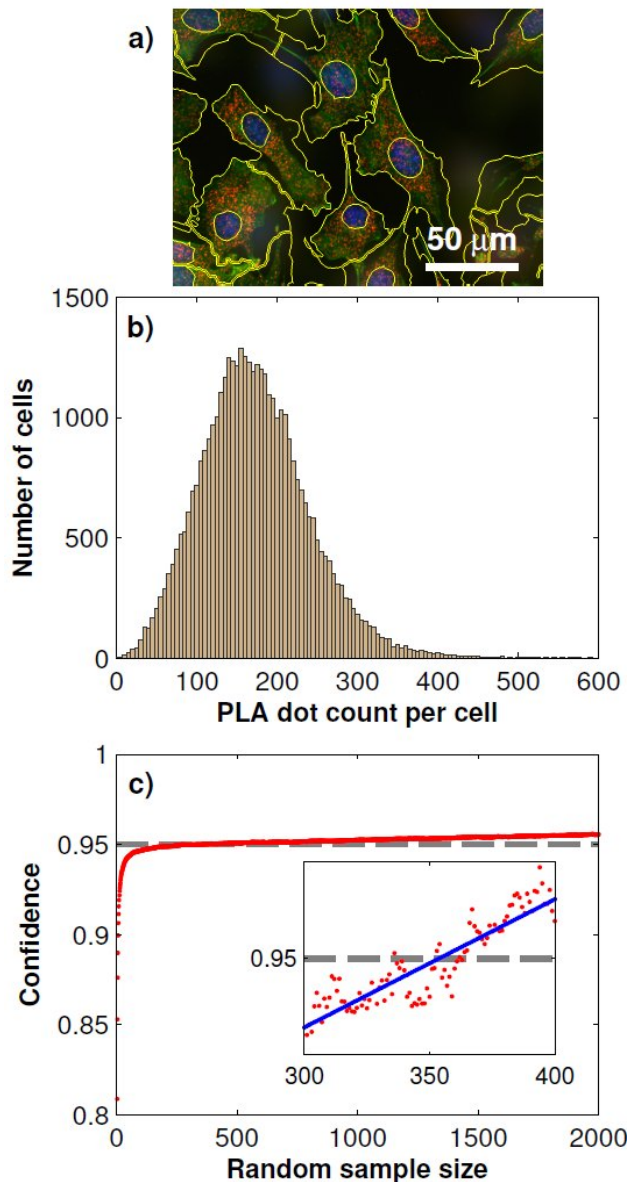 a)
50 μm
b)
1500
1000
500
0
Number of cells
0 100 200 300 400 500 600
PLA dot count per cell
c)
1
0.95
0.9
0.85
0.8
Confidence
0.95
300 350 400
0 500 1000 1500 2000
Random sample size